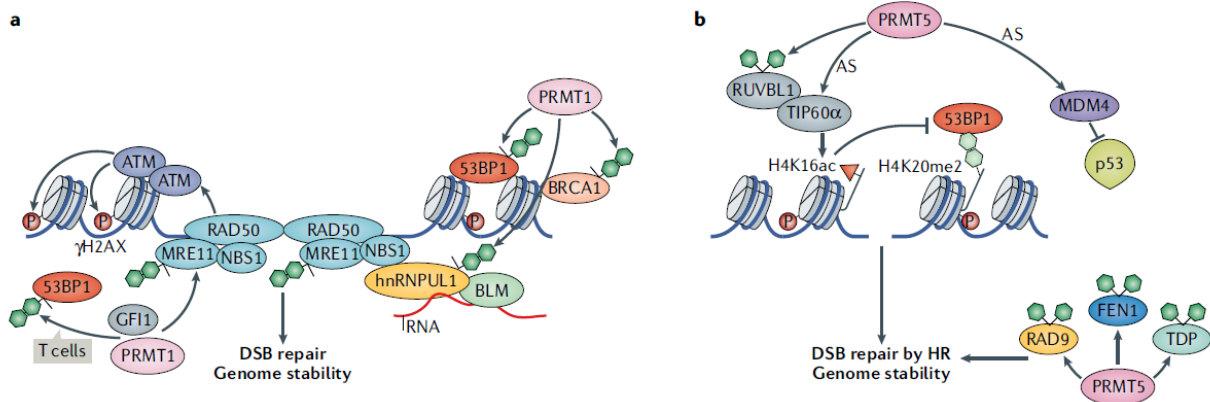 a
PRMT1
ATM
ATM
53BP1
BRCA1
P
P
P
γH2AX
RAD50
RAD50
MRE11
NBS1
MRE11
NBS1
hnRNPUL1
BLM
RNA
53BP1
GFI1
T cells
PRMT1
DSB repair
Genome stability
b
PRMT5
AS
AS
RUVBL1
TIP60α
MDM4
53BP1
p53
H4K16ac
H4K20me2
P
P
FEN1
RAD9
TDP
DSB repair by HR
Genome stability
PRMT5